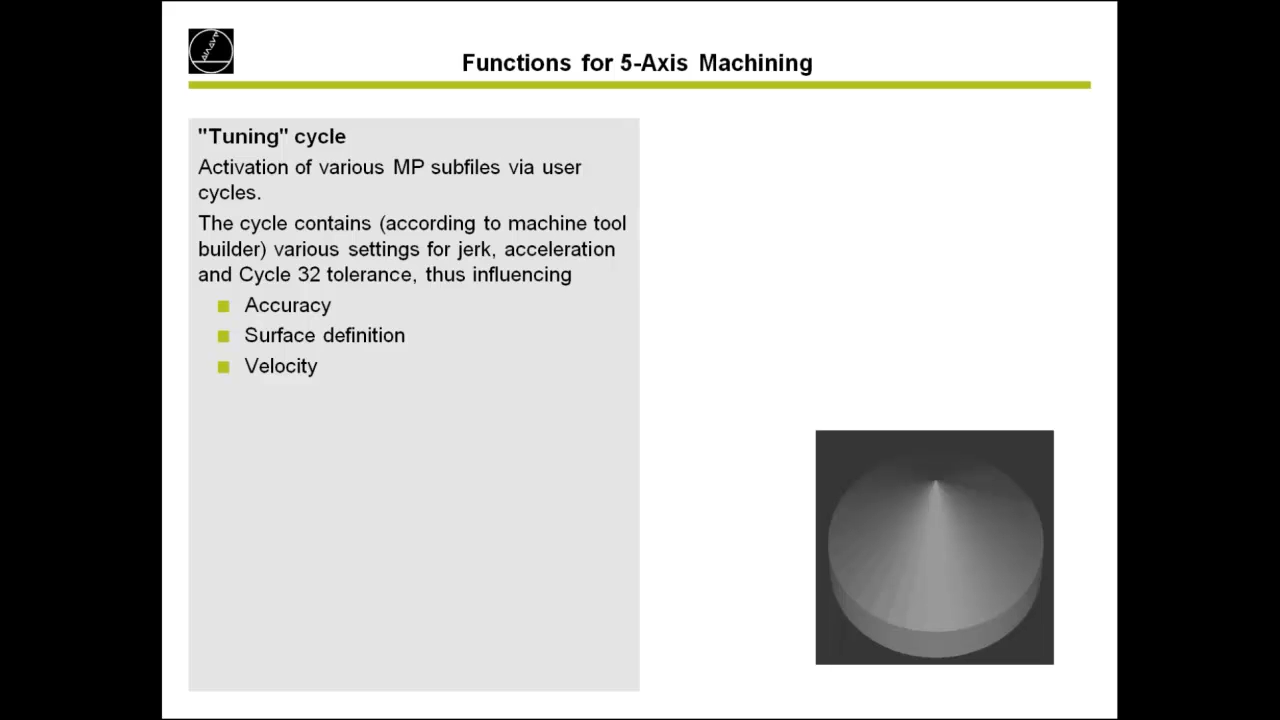 Functions for 5-Axis Machining
"Tuning" cycle
Activation of various MP subfiles via user
cycles.
The cycle contains (according to machine tool
builder) various settings for jerk, acceleration
and Cycle 32 tolerance, thus influencing
Accuracy
Surface definition
Velocity